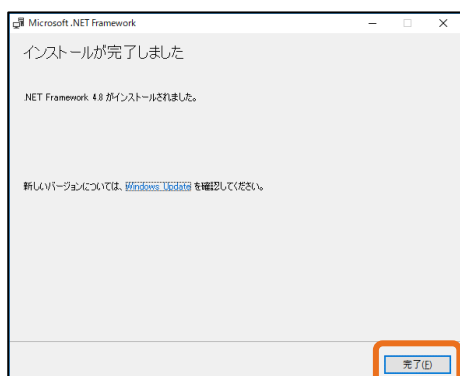 Microsoft .NET Framework
インストールが完了しました
.NET Framework 4.8 がインストールされました。
新しいバージョンについては、Windows Update を確認してください。
完了(F)